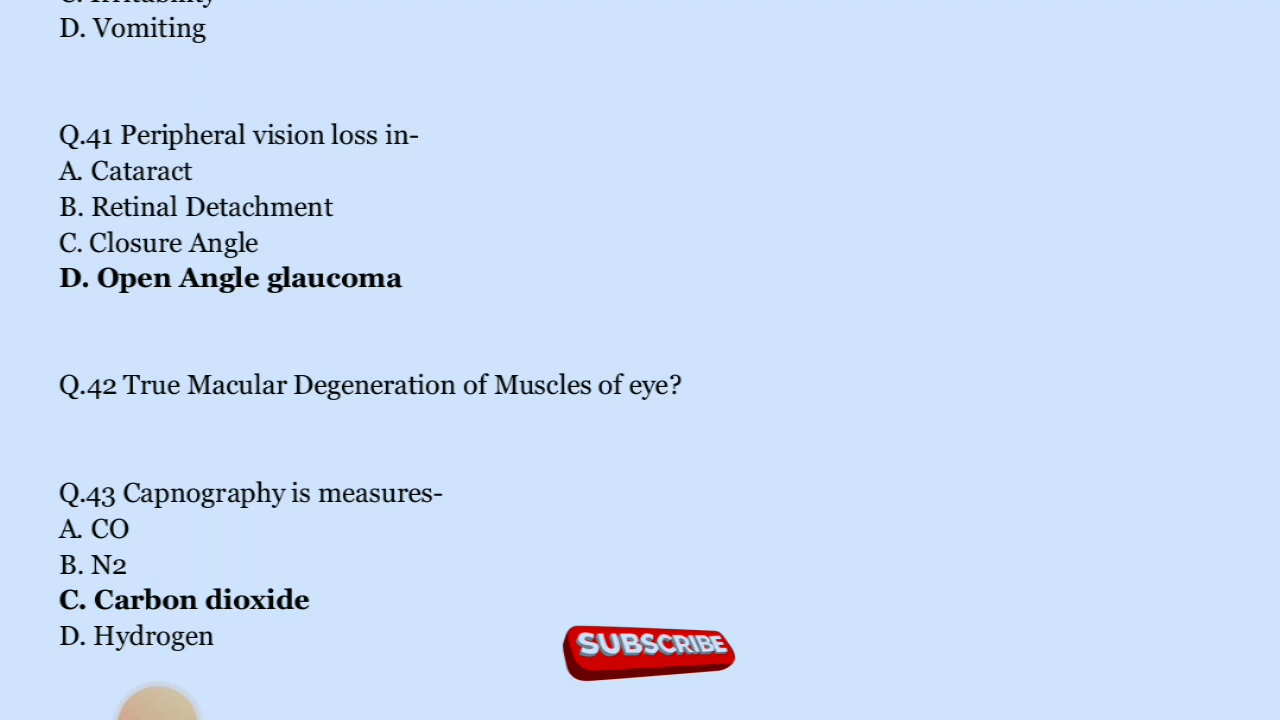 C. Irritability
D. Vomiting
Q.41 Peripheral vision loss in-
A. Cataract
B. Retinal Detachment
C. Closure Angle
D. Open Angle glaucoma
Q.42 True Macular Degeneration of Muscles of eye?
Q.43 Capnography is measures-
A. CO
B. N2
C. Carbon dioxide
D. Hydrogen
SUBSCRIBE